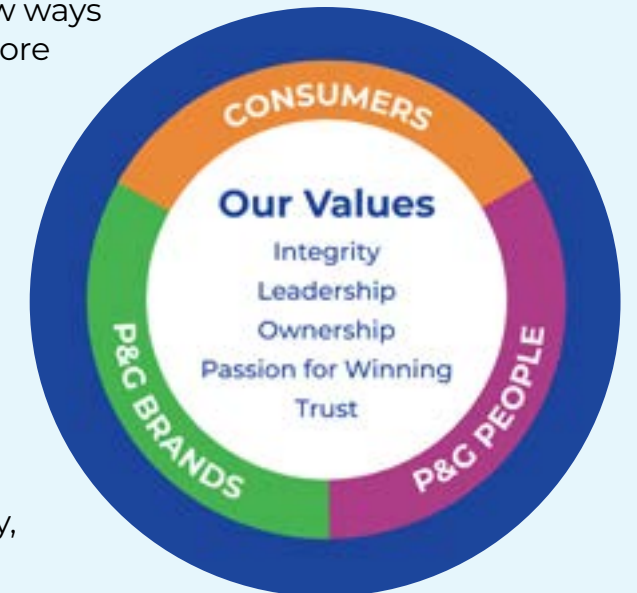 w ways
ore
CONSUMERS
Our Values
Integrity
Leadership
Ownership
Passion for Winning
Trust
P&G BRANDS
P&G PEOPLE
y,